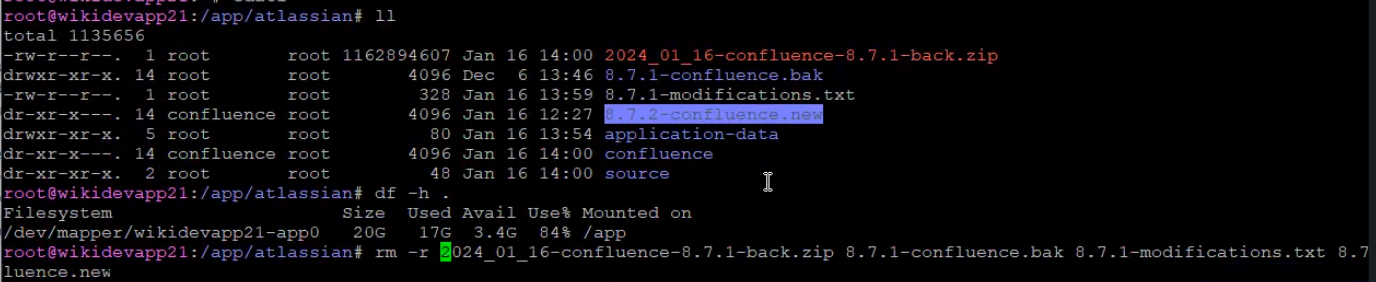 root@wikidevapp21:/app/atlassian# ll
total 1135656
-rw-r--r--.  1 root       root 1162894607 Jan 16 14:00 2024_01_16-confluence-8.7.1-back.zip
drwxr-xr-x. 14 root       root       4096 Dec  6 13:46 8.7.1-confluence.bak
-rw-r--r--.  1 root       root        328 Jan 16 13:59 8.7.1-modifications.txt
dr-xr-x---. 14 confluence root       4096 Jan 16 12:27 8.7.2-confluence.new
drwxr-xr-x.  5 root       root         80 Jan 16 13:54 application-data
dr-xr-x---. 14 confluence root       4096 Jan 16 14:00 confluence
dr-xr-xr-x.  2 root       root         48 Jan 16 14:00 source
root@wikidevapp21:/app/atlassian# df -h .
Filesystem                     Size  Used Avail Use% Mounted on
/dev/mapper/wikidevapp21-app0   20G   17G  3.4G  84% /app
root@wikidevapp21:/app/atlassian# rm -r 2024_01_16-confluence-8.7.1-back.zip 8.7.1-confluence.bak 8.7.1-modifications.txt 8.7
luence.new